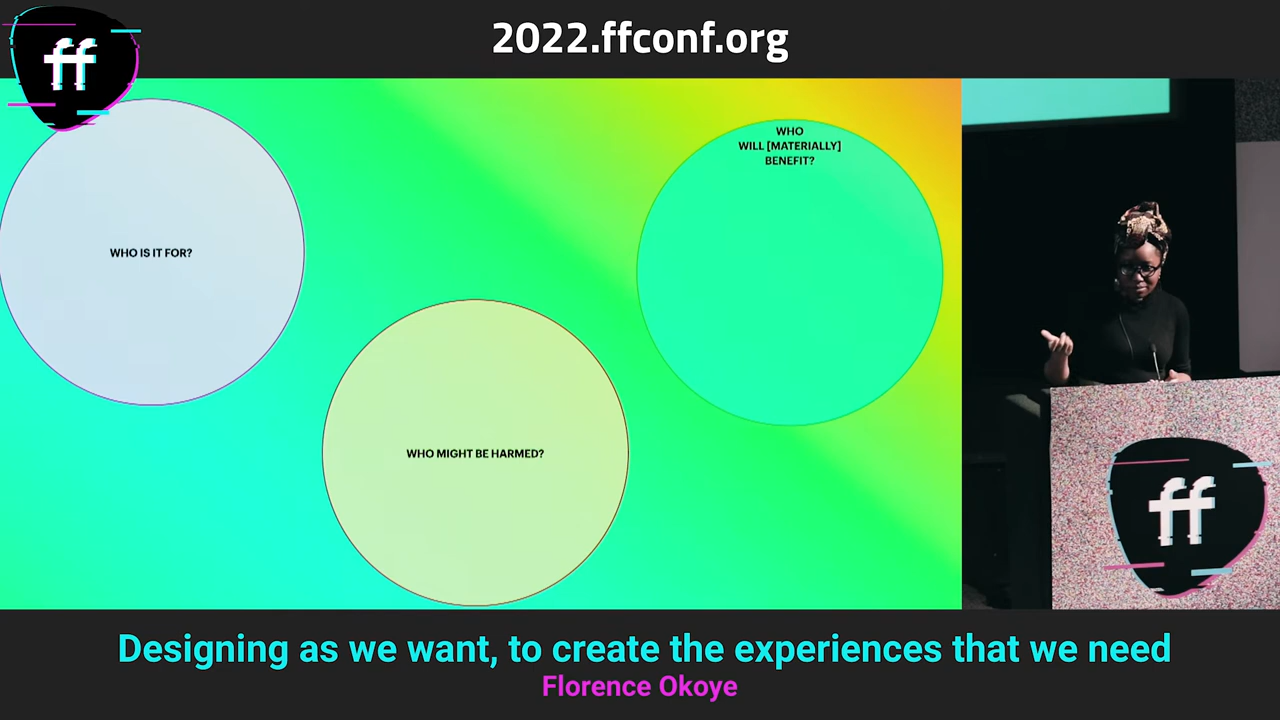 2022.ffconf.org
ff
WHO
WILL [MATERIALLY]
BENEFIT?
WHO IS IT FOR?
WHO MIGHT BE HARMED?
ff
Designing as we want, to create the experiences that we need
Florence Okoye